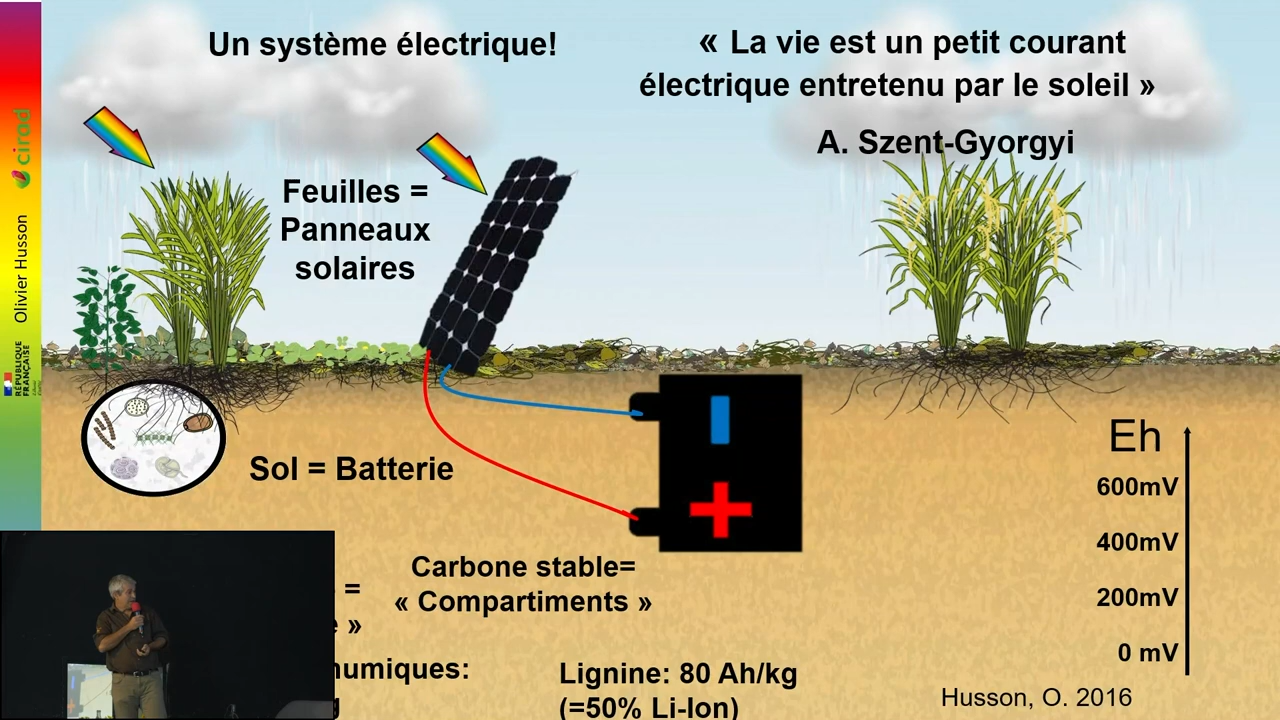 Un système électrique!
« La vie est un petit courant
électrique entretenu par le soleil »
A. Szent-Gyorgyi
Feuilles =
Panneaux
solaires
cirad
Olivier Husson
RÉPUBLIQUE
FRANÇAISE
Sol = Batterie
Eh
600mV
400mV
200mV
0 mV
Carbone stable=
« Compartiments »
=
»
humiques:
Lignine: 80 Ah/kg
(=50% Li-Ion)
Husson, O. 2016